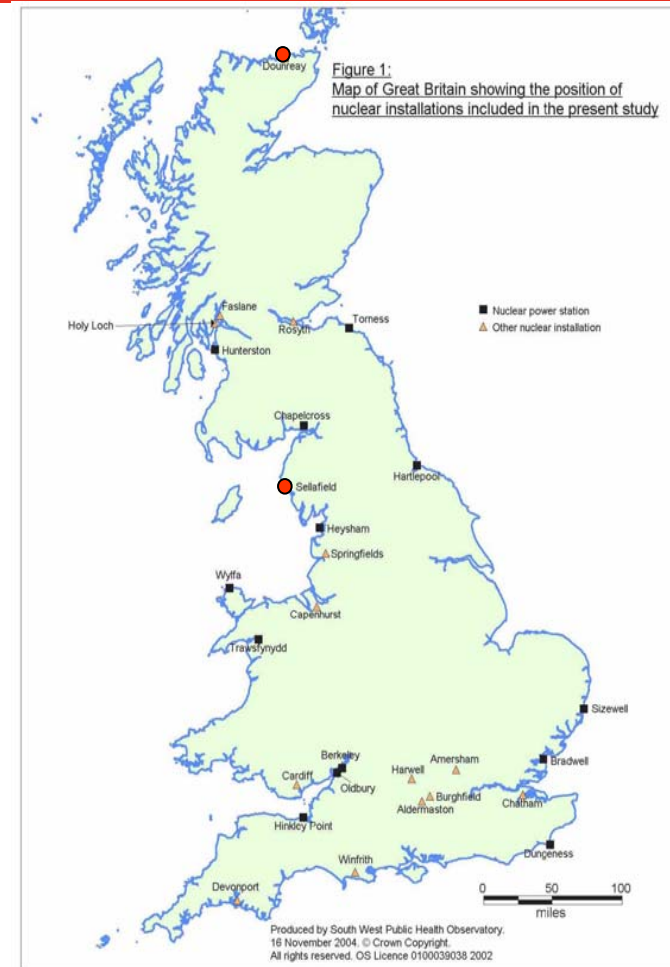 Dounreay
Figure 1:
Map of Great Britain showing the position of
nuclear installations included in the present study
Faslane
Holy Loch
Rosyth
Torness
Nuclear power station
Other nuclear installation
Hunterston
Chapelcross
Hartlepool
Sellafield
Heysham
Springfields
Wylfa
Capenhurst
Trawsfynydd
Sizewell
Berkeley
Bradwell
Cardiff
Oldbury
Harwell
Amersham
Burghfield
Aldermaston
Chatham
Hinkley Point
Dungeness
Winfrith
Devonport
0 50 100
miles
Produced by South West Public Health Observatory.
16 November 2004. © Crown Copyright.
All rights reserved. OS Licence 0100039038 2002